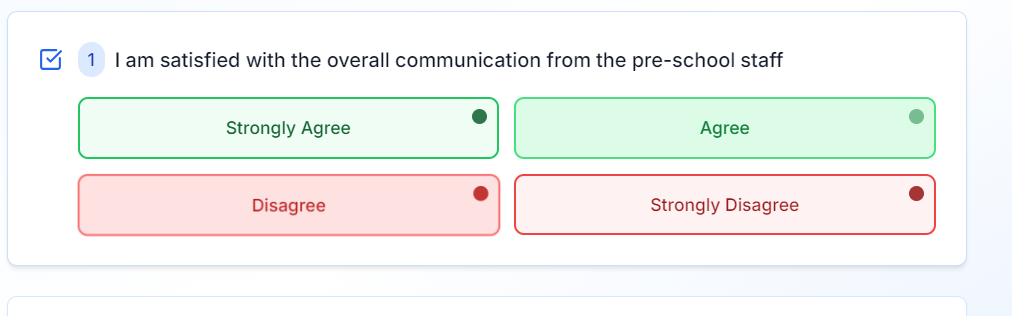 1 I am satisfied with the overall communication from the pre-school staff
Strongly Agree
Agree
Disagree
Strongly Disagree